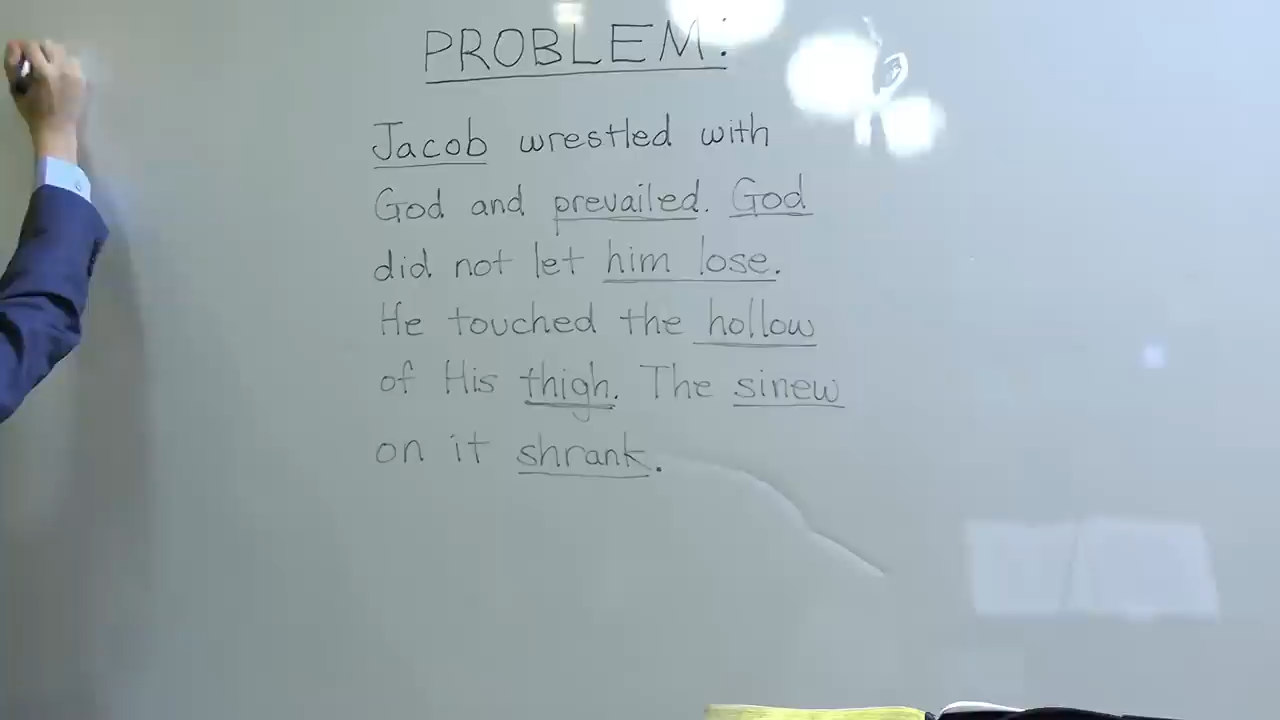 PROBLEM:
Jacob wrestled with
God and prevailed. God
did not let him lose.
He touched the hollow
of His thigh. The sinew
on it shrank.